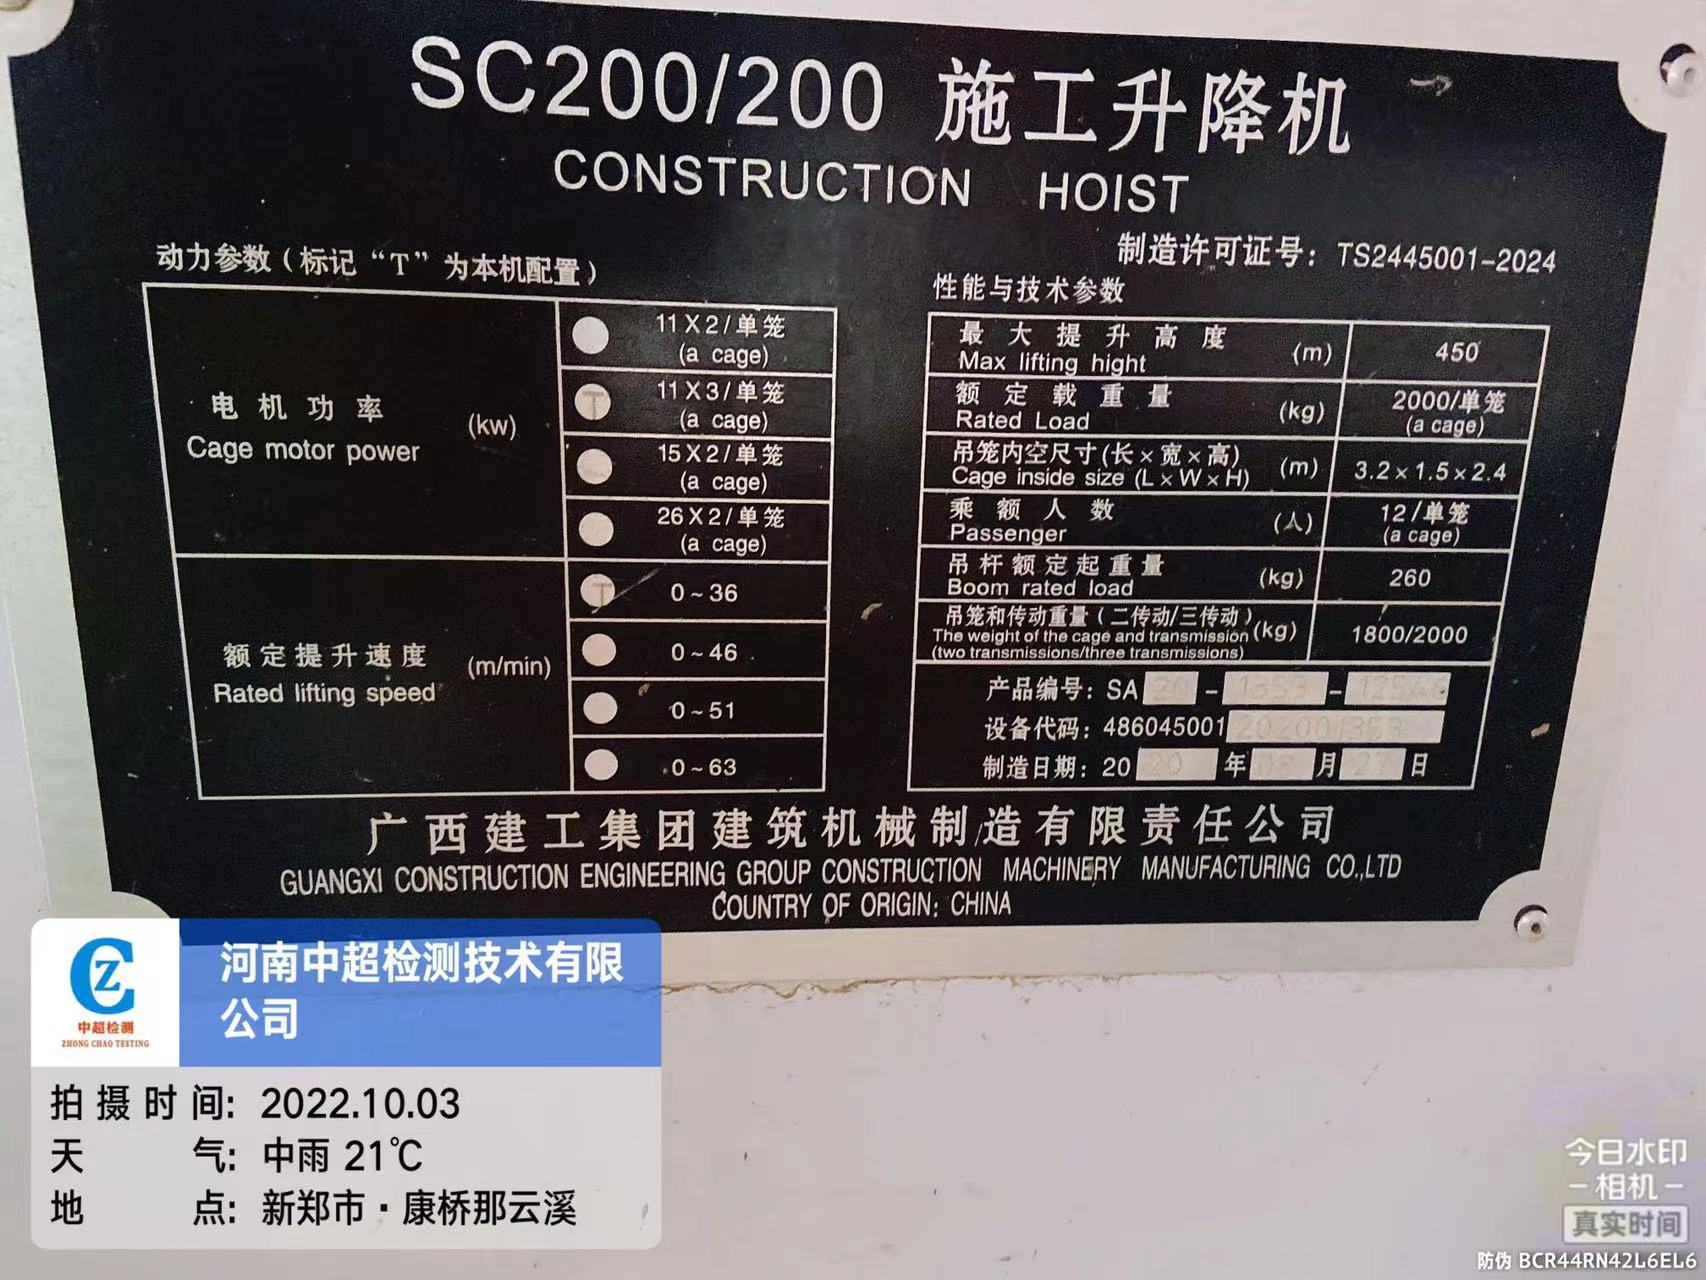 SC200/200 施工升降机
CONSTRUCTION HOIST
制造许可证号：TS2445001-2024
动力参数（标记“T”为本机配置）
电机功率
Cage motor power
(kw)
11X2/单笼
(a cage)
T
11X3/单笼
(a cage)
15X2/单笼
(a cage)
26X2/单笼
(a cage)
额定提升速度
Rated lifting speed
(m/min)
T
0~36
0~46
0~51
0~63
性能与技术参数
最大提升高度
Max lifting hight
(m)
450
额定载重量
Rated Load
(kg)
2000/单笼
(a cage)
吊笼内空尺寸(长×宽×高)
Cage inside size (L×W×H)
(m)
3.2×1.5×2.4
乘额人数
Passenger
(人)
12/单笼
(a cage)
吊杆额定起重量
Boom rated load
(kg)
260
吊笼和传动重量（二传动/三传动）
The weight of the cage and transmission
(two transmissions/three transmissions)
(kg)
1800/2000
产品编号：SA 20-1353-
设备代码：486045001 2020001353
制造日期：20 20 年 月 27 日
广西建工集团建筑机械制造有限责任公司
GUANGXI CONSTRUCTION ENGINEERING GROUP CONSTRUCTION MACHINERY MANUFACTURING CO.,LTD
COUNTRY OF ORIGIN: CHINA
CZ
中超检测
ZHONG CHAO TESTING
河南中超检测技术有限
公司
拍摄时间: 2022.10.03
天气: 中雨 21℃
地点: 新郑市·康桥那云溪
今日水印
相机
真实时间
防伪 BCR44RN42L6EL6